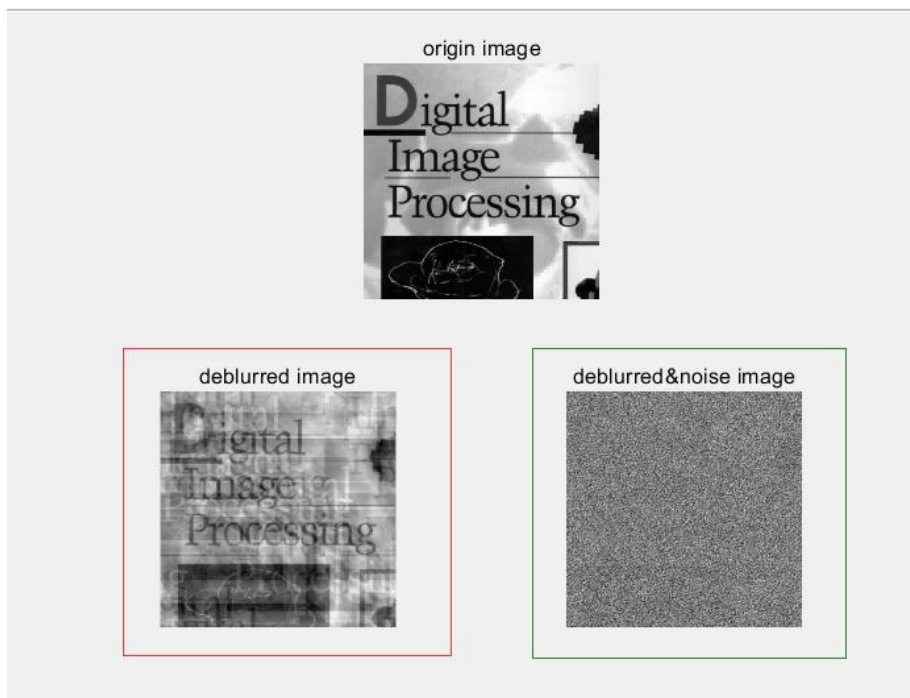 origin image
Digital
Image
Processing
deblurred image
deblurred&noise image
Digital
Image
Processing